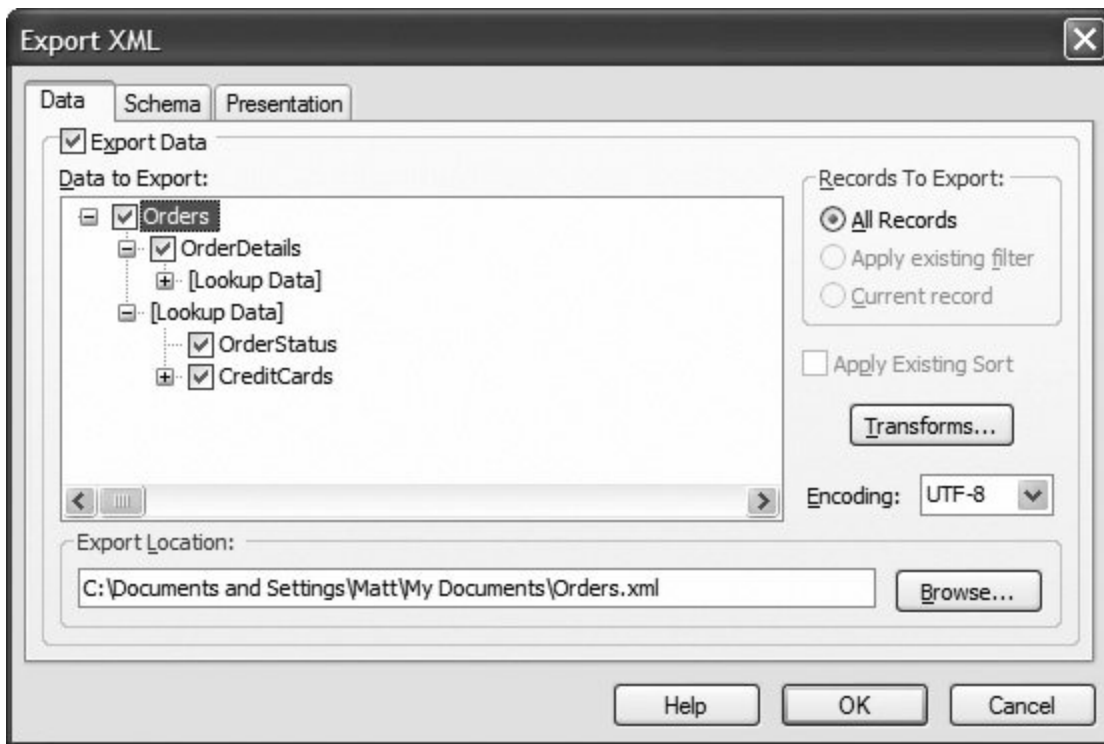 Export XML
Data
Schema
Presentation
Export Data
Data to Export:
Orders
OrderDetails
[Lookup Data]
[Lookup Data]
OrderStatus
CreditCards
Records To Export:
All Records
Apply existing filter
Current record
Apply Existing Sort
Transforms...
Encoding: UTF-8
Export Location:
C:\Documents and Settings\Matt\My Documents\Orders.xml
Browse...
Help
OK
Cancel